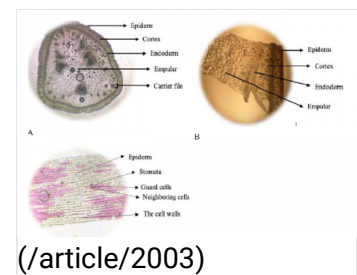 Epiderm
Cortex
Endoderm
Empular
Carrier file
A
Epiderm
Cortex
Endoderm
Empular
B
Epiderm
Stomata
Guard cells
Neighboring cells
The cell walls
(/article/2003)